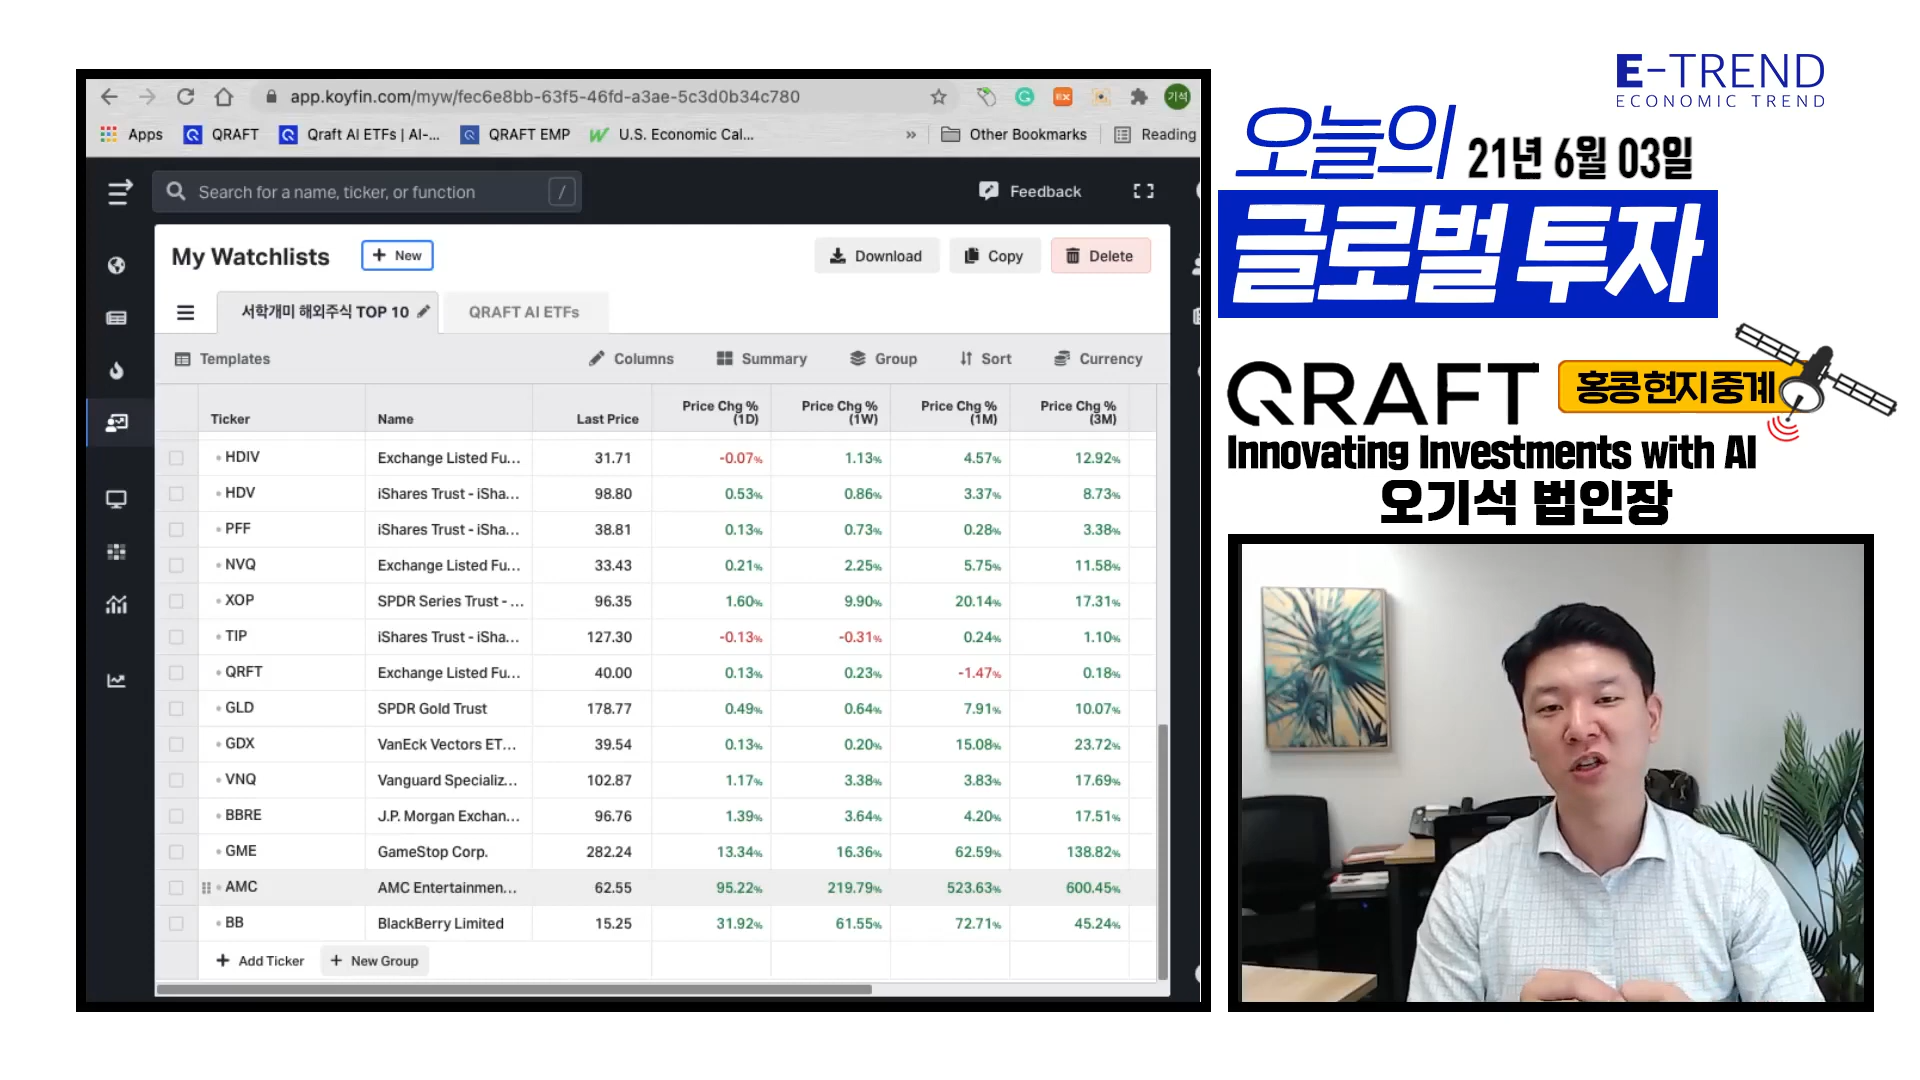 app.koyfin.com/myw/fec6e8bb-63f5-46fd-a3ae-5c3d0b34c780
기석
Apps
QRAFT
Qraft AI ETFs | AI-...
QRAFT EMP
U.S. Economic Cal...
»
Other Bookmarks
Reading
Search for a name, ticker, or function
/
Feedback
My Watchlists
+ New
Download
Copy
Delete
서학개미 해외주식 TOP 10
QRAFT AI ETFs
Templates
Columns
Summary
Group
Sort
Currency
Ticker Name Last Price Price Chg % (1D) Price Chg % (1W) Price Chg % (1M) Price Chg % (3M)
HDIV Exchange Listed Fu... 31.71 -0.07% 1.13% 4.57% 12.92%
HDV iShares Trust - iSha... 98.80 0.53% 0.86% 3.37% 8.73%
PFF iShares Trust - iSha... 38.81 0.13% 0.73% 0.28% 3.38%
NVQ Exchange Listed Fu... 33.43 0.21% 2.25% 5.75% 11.58%
XOP SPDR Series Trust - ... 96.35 1.60% 9.90% 20.14% 17.31%
TIP iShares Trust - iSha... 127.30 -0.13% -0.31% 0.24% 1.10%
QRFT Exchange Listed Fu... 40.00 0.13% 0.23% -1.47% 0.18%
GLD SPDR Gold Trust 178.77 0.49% 0.64% 7.91% 10.07%
GDX VanEck Vectors ET... 39.54 0.13% 0.20% 15.08% 23.72%
VNQ Vanguard Specializ... 102.87 1.17% 3.38% 3.83% 17.69%
BBRE J.P. Morgan Exchan... 96.76 1.39% 3.64% 4.20% 17.51%
GME GameStop Corp. 282.24 13.34% 16.36% 62.59% 138.82%
AMC AMC Entertainmen... 62.55 95.22% 219.79% 523.63% 600.45%
BB BlackBerry Limited 15.25 31.92% 61.55% 72.71% 45.24%
+ Add Ticker
+ New Group
E-TREND
ECONOMIC TREND
오늘의
21년 6월 03일
글로벌 투자
QRAFT
홍콩 현지 중계
Innovating Investments with AI
오기석 법인장